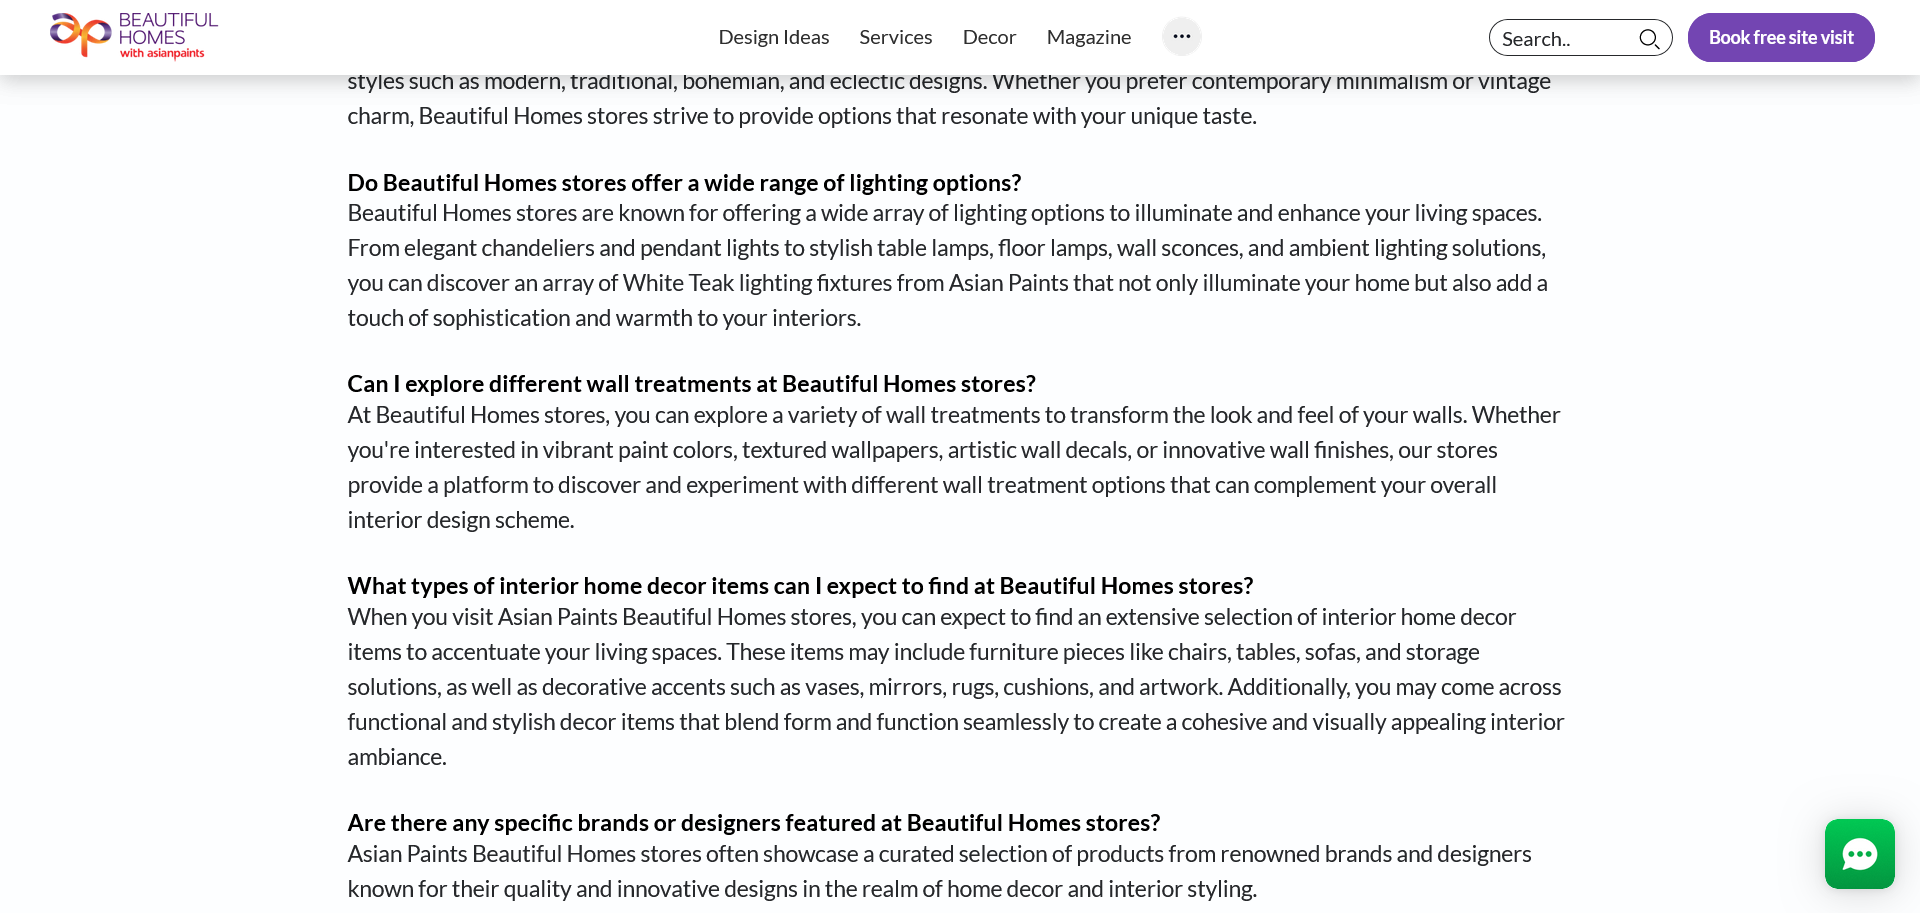 BEAUTIFUL
HOMES
with asianpaints
Design Ideas
Services
Decor
Magazine
Search..
Book free site visit
styles such as modern, traditional, bohemian, and eclectic designs. Whether you prefer contemporary minimalism or vintage
charm, Beautiful Homes stores strive to provide options that resonate with your unique taste.
Do Beautiful Homes stores offer a wide range of lighting options?
Beautiful Homes stores are known for offering a wide array of lighting options to illuminate and enhance your living spaces.
From elegant chandeliers and pendant lights to stylish table lamps, floor lamps, wall sconces, and ambient lighting solutions,
you can discover an array of White Teak lighting fixtures from Asian Paints that not only illuminate your home but also add a
touch of sophistication and warmth to your interiors.
Can I explore different wall treatments at Beautiful Homes stores?
At Beautiful Homes stores, you can explore a variety of wall treatments to transform the look and feel of your walls. Whether
you're interested in vibrant paint colors, textured wallpapers, artistic wall decals, or innovative wall finishes, our stores
provide a platform to discover and experiment with different wall treatment options that can complement your overall
interior design scheme.
What types of interior home decor items can I expect to find at Beautiful Homes stores?
When you visit Asian Paints Beautiful Homes stores, you can expect to find an extensive selection of interior home decor
items to accentuate your living spaces. These items may include furniture pieces like chairs, tables, sofas, and storage
solutions, as well as decorative accents such as vases, mirrors, rugs, cushions, and artwork. Additionally, you may come across
functional and stylish decor items that blend form and function seamlessly to create a cohesive and visually appealing interior
ambiance.
Are there any specific brands or designers featured at Beautiful Homes stores?
Asian Paints Beautiful Homes stores often showcase a curated selection of products from renowned brands and designers
known for their quality and innovative designs in the realm of home decor and interior styling.